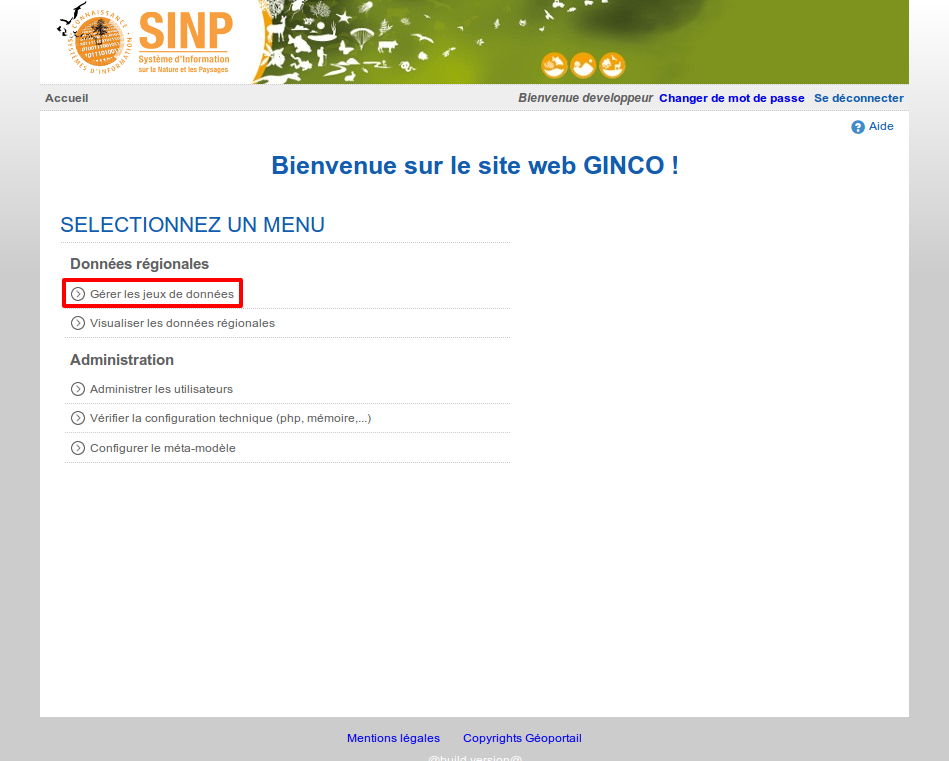 CONNAISSANCE
SYSTÈMES D'INFORMATION
SINP
Système d'Information
sur la Nature et les Paysages
Accueil
Bienvenue developpeur Changer de mot de passe Se déconnecter
? Aide
Bienvenue sur le site web GINCO !
SELECTIONNEZ UN MENU
Données régionales
Gérer les jeux de données
Visualiser les données régionales
Administration
Administrer les utilisateurs
Vérifier la configuration technique (php, mémoire,...)
Configurer le méta-modèle
Mentions légales Copyrights Géoportail
@build.version@